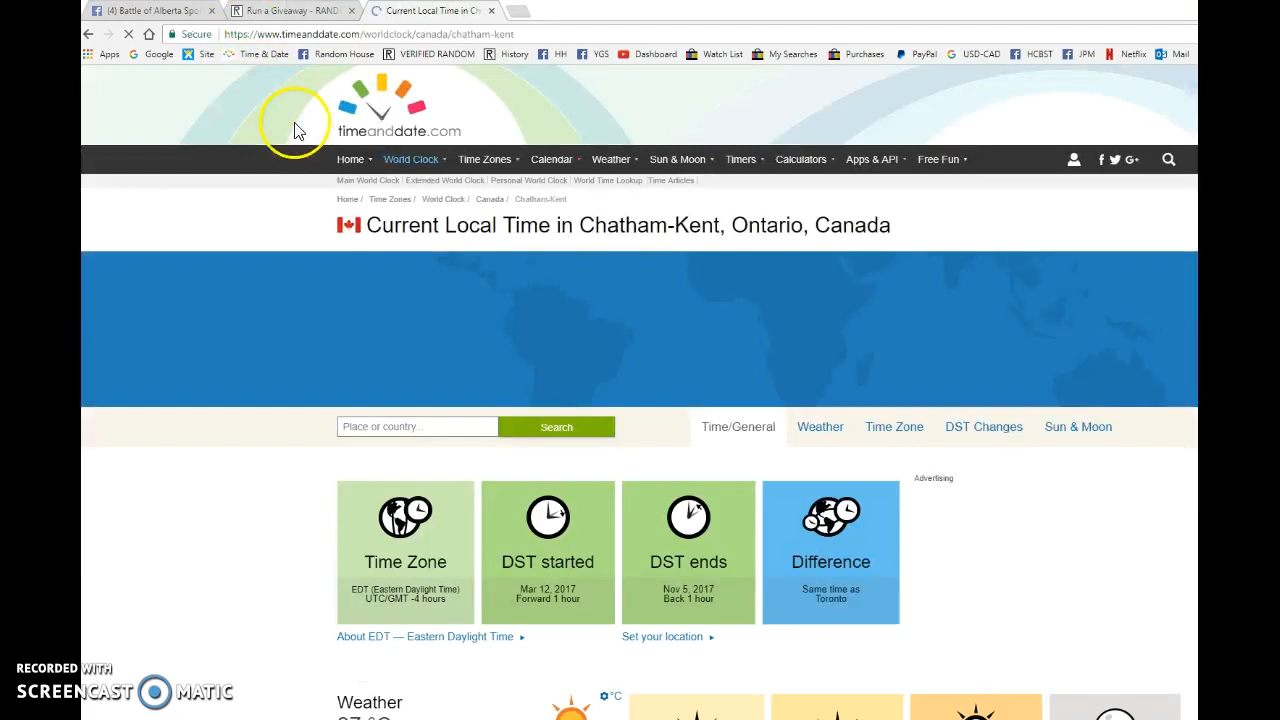 (4) Battle of Alberta Spo
Run a Giveaway - RAND
Current Local Time in Ch
Secure
https://www.timeanddate.com/worldclock/canada/chatham-kent
Apps Google Site Time & Date Random House VERIFIED RANDOM History HH YGS Dashboard Watch List My Searches Purchases PayPal USD-CAD HCBST JPM Netflix Mail
timeanddate.com
Home World Clock Time Zones Calendar Weather Sun & Moon Timers Calculators Apps & API Free Fun
Main World Clock Extended World Clock Personal World Clock World Time Lookup Time Articles
Home / Time Zones / World Clock / Canada / Chatham-Kent
Current Local Time in Chatham-Kent, Ontario, Canada
Place or country...
Search
Time/General Weather Time Zone DST Changes Sun & Moon
Advertising
Time Zone
EDT (Eastern Daylight Time)
UTC/GMT -4 hours
DST started
Mar 12, 2017
Forward 1 hour
DST ends
Nov 5, 2017
Back 1 hour
Difference
Same time as
Toronto
About EDT — Eastern Daylight Time
Set your location
Weather
°C
RECORDED WITH
SCREENCAST MATIC